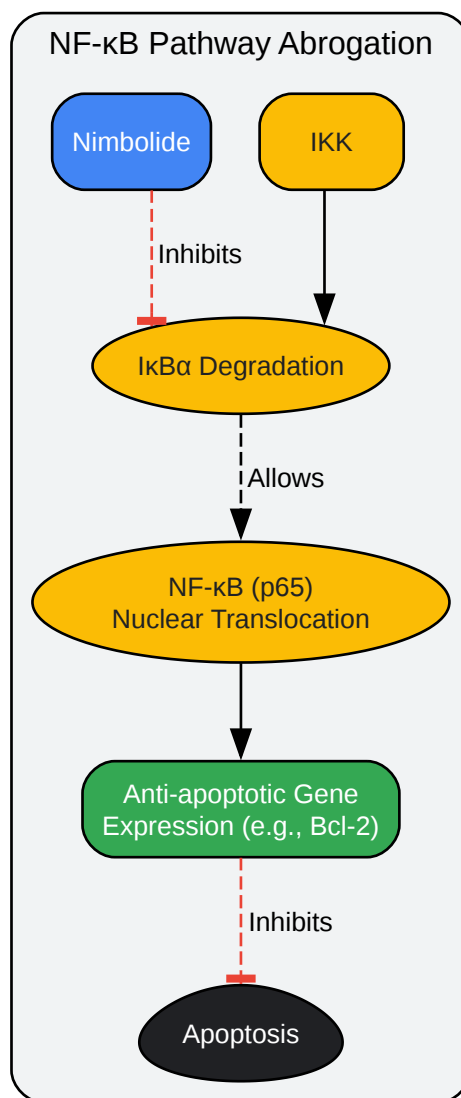 NF-κB Pathway Abrogation
Nimbolide
IKK
Inhibits
IκBα Degradation
Allows
NF-κB (p65)
Nuclear Translocation
Anti-apoptotic Gene
Expression (e.g., Bcl-2)
Inhibits
Apoptosis